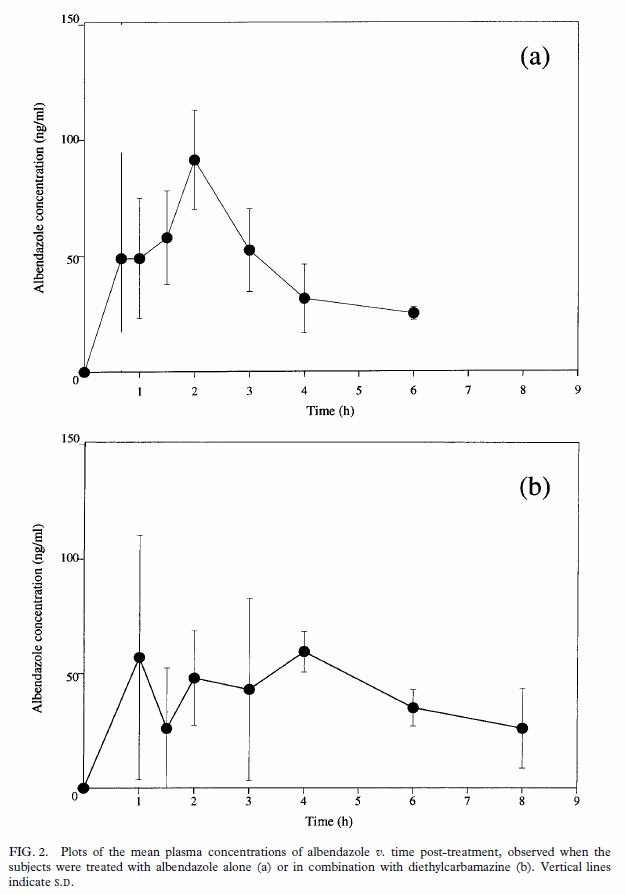 150
(a)
100
Albendazole concentration (ng/ml)
50
0
1 2 3 4 5 6 7 8 9
Time (h)
150
(b)
100
Albendazole concentration (ng/ml)
50
0
1 2 3 4 5 6 7 8 9
Time (h)
FIG. 2. Plots of the mean plasma concentrations of albendazole v. time post-treatment, observed when the
subjects were treated with albendazole alone (a) or in combination with diethylcarbamazine (b). Vertical lines
indicate S.D.